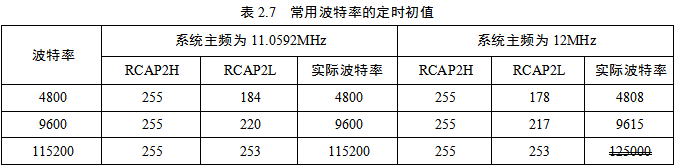 表 2.7 常用波特率的定时初值
波特率 系统主频为 11.0592MHz 系统主频为 12MHz
RCAP2H RCAP2L 实际波特率 RCAP2H RCAP2L 实际波特率
4800 255 184 4800 255 178 4808
9600 255 220 9600 255 217 9615
115200 255 253 115200 255 253 125000